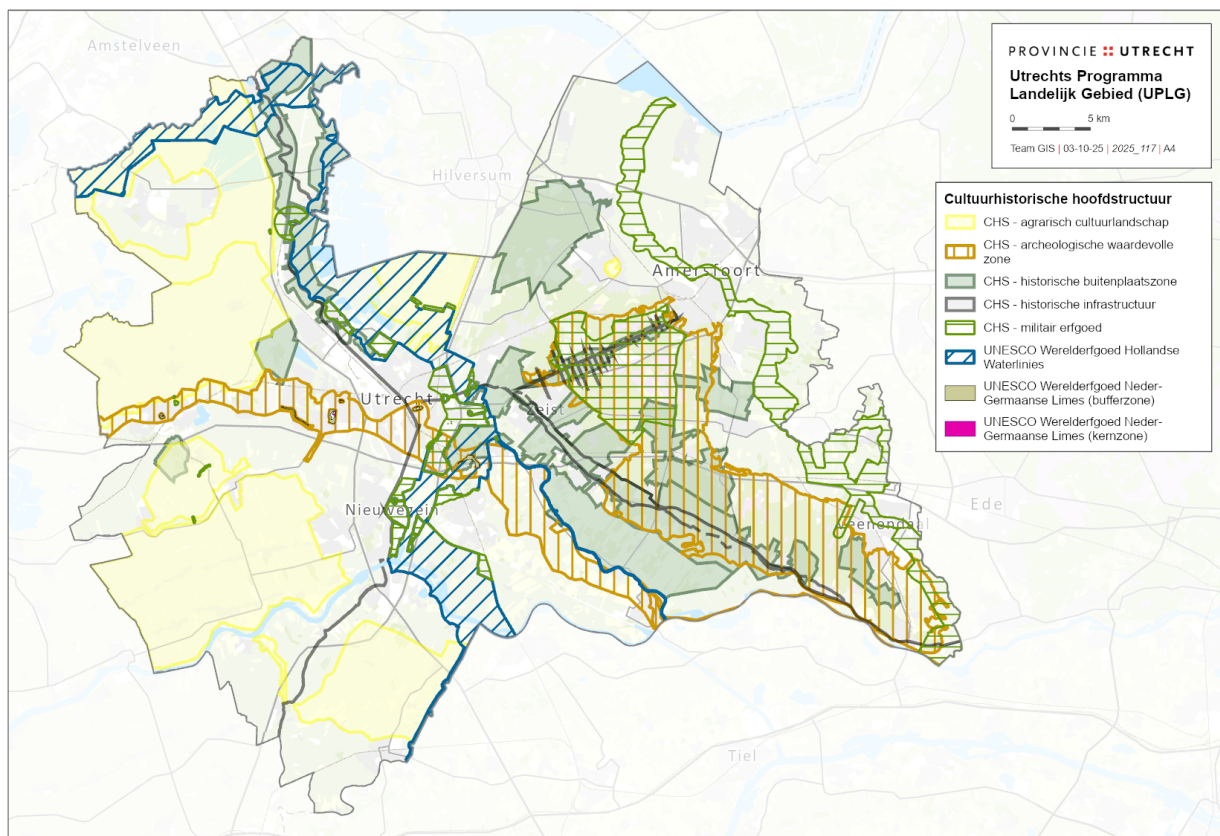 Amstelveen
Hilversum
Amersfoort
Utrecht
Zeist
Nieuwegein
Veenendaal
Ede
Tiel
PROVINCIE UTRECHT
Utrechts Programma
Landelijk Gebied (UPLG)
0 5 km
Team GIS | 03-10-25 | 2025_117 | A4
Cultuurhistorische hoofdstructuur
CHS - agrarisch cultuurlandschap
CHS - archeologische waardevolle
zone
CHS - historische buitenplaatszone
CHS - historische infrastructuur
CHS - militair erfgoed
UNESCO Werelderfgoed Hollandse
Waterlinies
UNESCO Werelderfgoed Neder-
Germaanse Limes (bufferzone)
UNESCO Werelderfgoed Neder-
Germaanse Limes (kernzone)